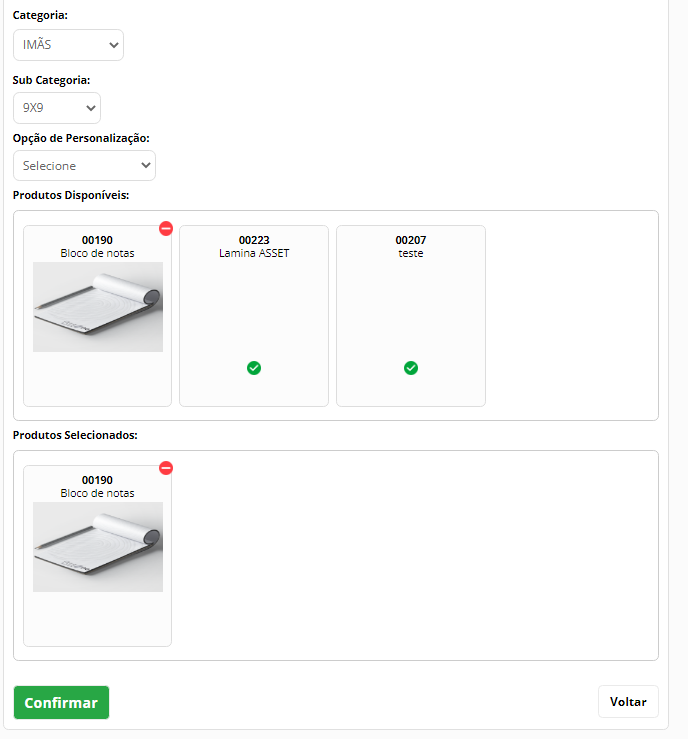 Categoria:
IMÃS
Sub Categoria:
9X9
Opção de Personalização:
Selecione
Produtos Disponíveis:
00190
Bloco de notas
00223
Lamina ASSET
00207
teste
Produtos Selecionados:
00190
Bloco de notas
Confirmar
Voltar